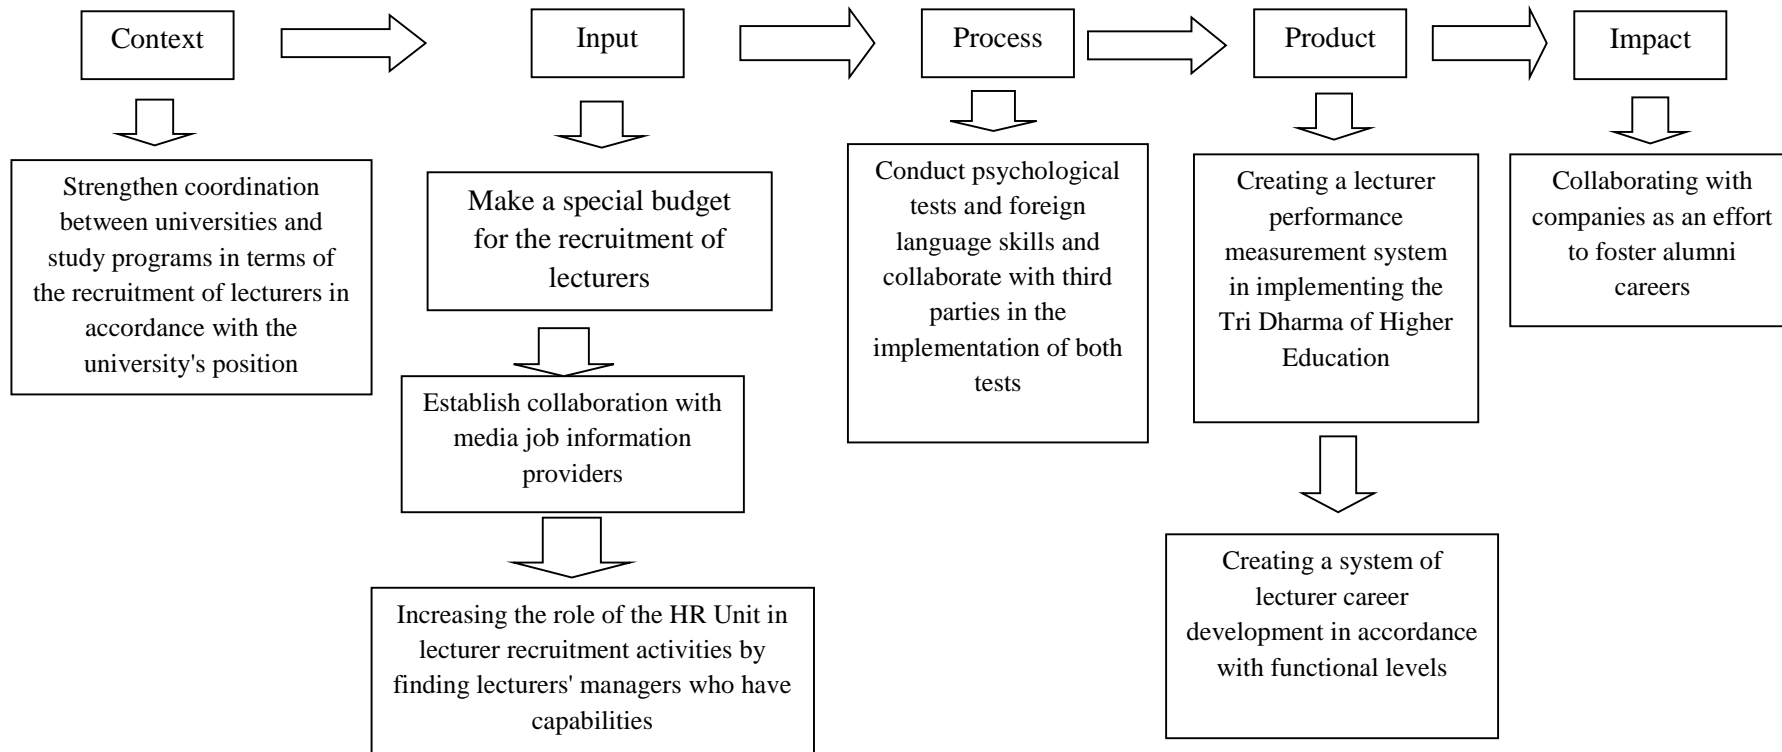 Context
Input
Process
Product
Impact
Strengthen coordination
between universities and
study programs in terms of
the recruitment of lecturers in
accordance with the
university's position
Make a special budget
for the recruitment of
lecturers
Establish collaboration with
media job information
providers
Increasing the role of the HR Unit in
lecturer recruitment activities by
finding lecturers' managers who have
capabilities
Conduct psychological
tests and foreign
language skills and
collaborate with third
parties in the
implementation of both
tests
Creating a lecturer
performance
measurement system
in implementing the
Tri Dharma of Higher
Education
Creating a system of
lecturer career
development in accordance
with functional levels
Collaborating with
companies as an effort
to foster alumni
careers